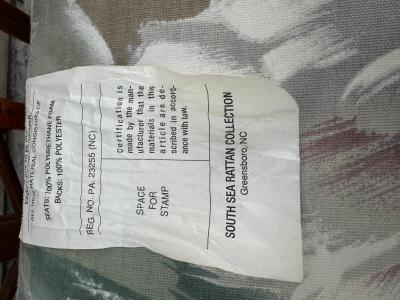 ALL NEW MATERIAL CONSISTING OF
SEATS: 100% POLYURETHANE FOAM,
BACKS: 100% POLYESTER
REG. NO. PA. 23255 (NC)
Certification is
made by the man-
ufacturer that the
materials in this
article are de-
scribed in accord-
ance with law.
SPACE
FOR
STAMP
SOUTH SEA RATTAN COLLECTION
Greensboro, NC